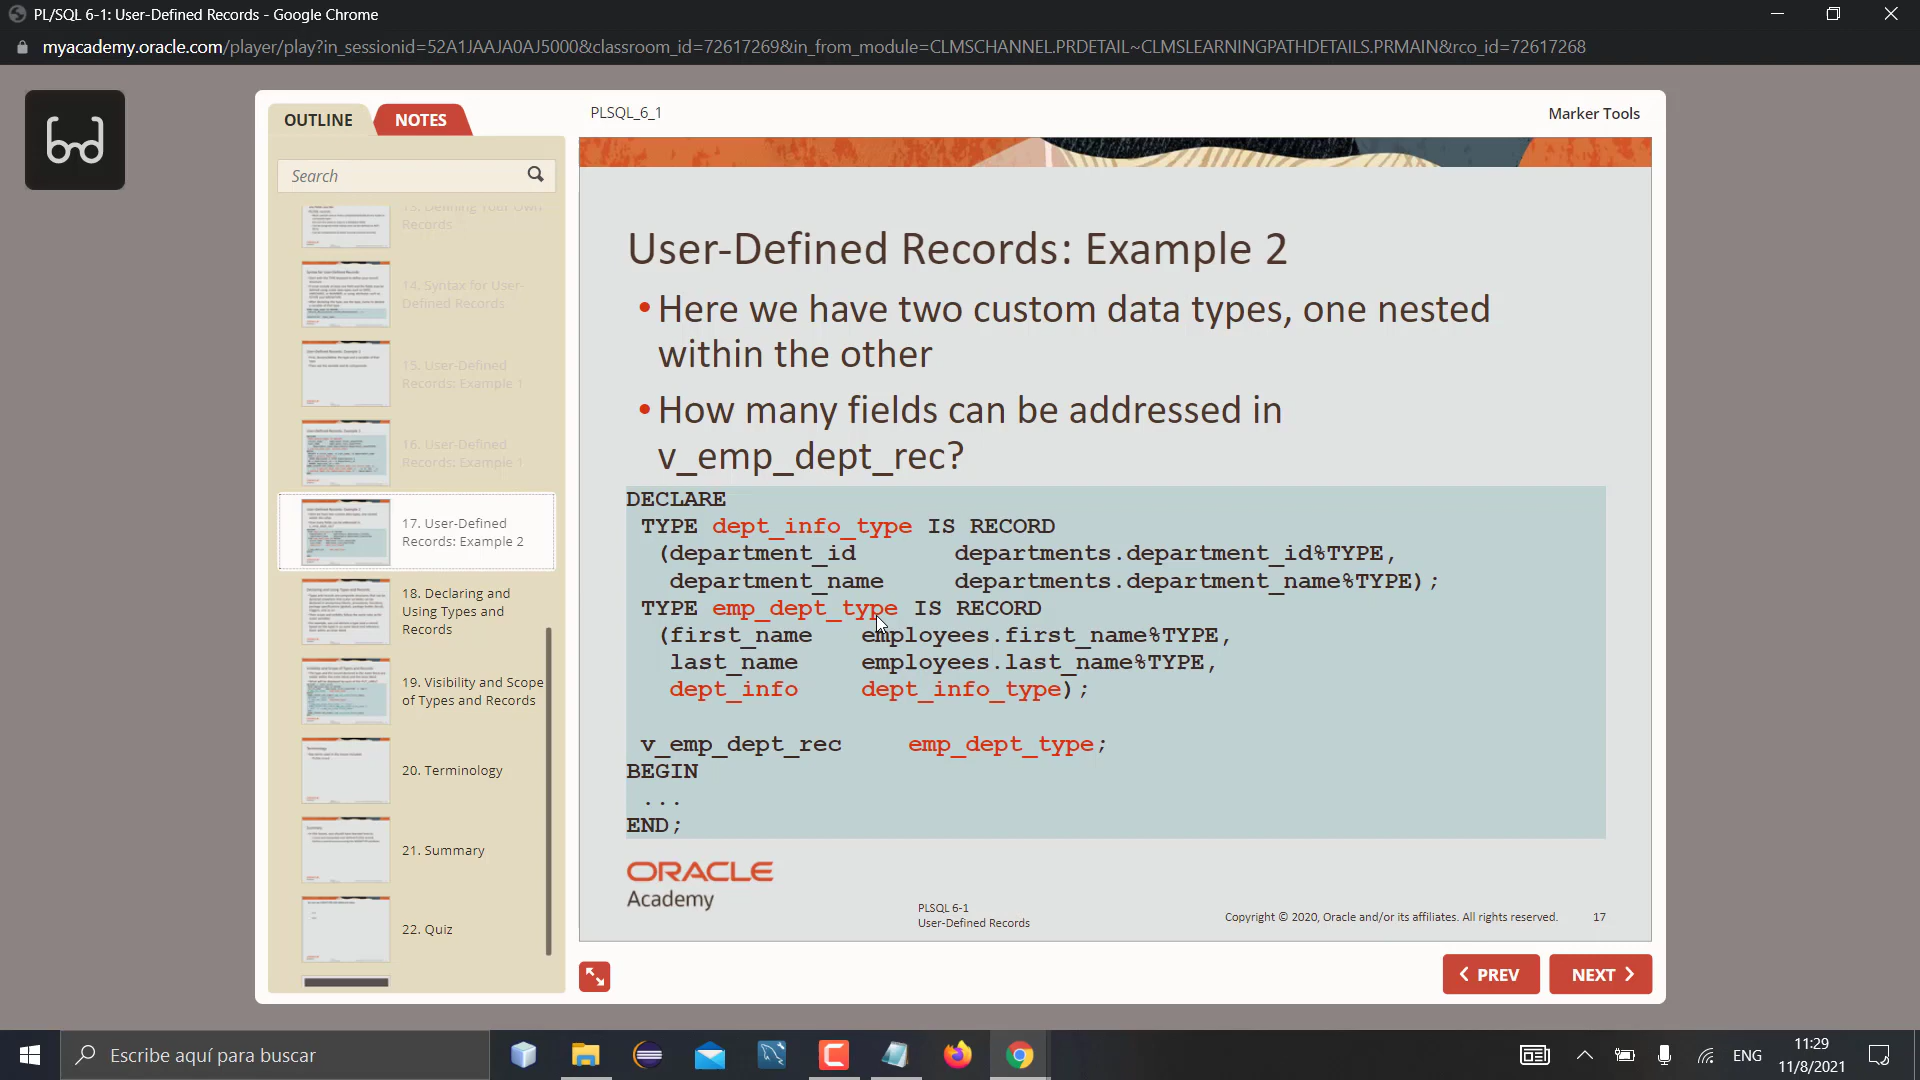 PL/SQL 6-1: User-Defined Records - Google Chrome
myacademy.oracle.com/player/play?in_sessionid=52A1JAAJA0AJ5000&classroom_id=72617269&in_from_module=CLMSCHANNEL.PRDETAIL~CLMSLEARNINGPATHDETAILS.PRMAIN&rco_id=72617268
OUTLINE
NOTES
PLSQL_6_1
Marker Tools
Search
13. Defining Your Own
Records
14. Syntax for User-
Defined Records
15. User-Defined
Records: Example 1
16. User-Defined
Records: Example 1
17. User-Defined
Records: Example 2
18. Declaring and
Using Types and
Records
19. Visibility and Scope
of Types and Records
20. Terminology
21. Summary
22. Quiz
User-Defined Records: Example 2
•Here we have two custom data types, one nested
within the other
•How many fields can be addressed in
v_emp_dept_rec?
DECLARE
TYPE dept_info_type IS RECORD
(department_id departments.department_id%TYPE,
department_name departments.department_name%TYPE);
TYPE emp_dept_type IS RECORD
(first_name employees.first_name%TYPE,
last_name employees.last_name%TYPE,
dept_info dept_info_type);
v_emp_dept_rec emp_dept_type;
BEGIN
...
END;
ORACLE
Academy
PLSQL 6-1
User-Defined Records
Copyright © 2020, Oracle and/or its affiliates. All rights reserved.
17
PREV
NEXT
Escribe aquí para buscar
ENG
11:29
11/8/2021